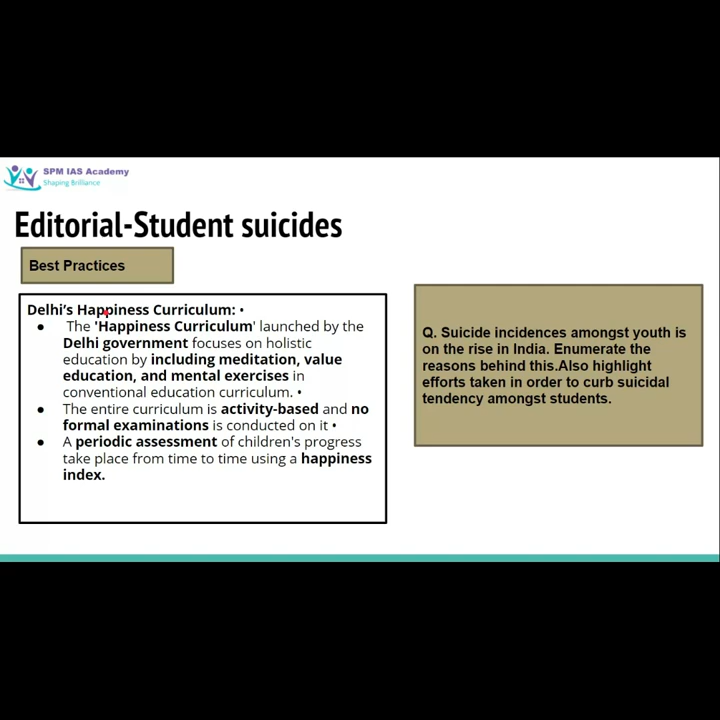 SPM IAS Academy
Shaping Brilliance
Editorial-Student suicides
Best Practices
Delhi's Happiness Curriculum: •
● The 'Happiness Curriculum' launched by the
Delhi government focuses on holistic
education by including meditation, value
education, and mental exercises in
conventional education curriculum. •
● The entire curriculum is activity-based and no
formal examinations is conducted on it •
● A periodic assessment of children's progress
take place from time to time using a happiness
index.
Q. Suicide incidences amongst youth is
on the rise in India. Enumerate the
reasons behind this.Also highlight
efforts taken in order to curb suicidal
tendency amongst students.